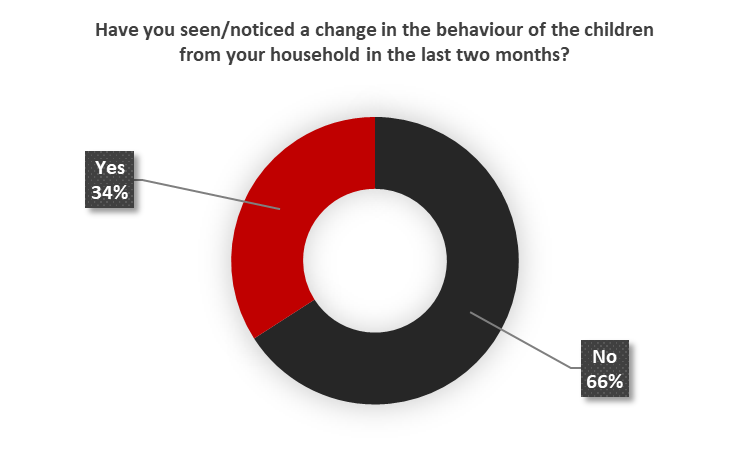 Have you seen/noticed a change in the behaviour of the children
from your household in the last two months?
Yes
34%
No
66%